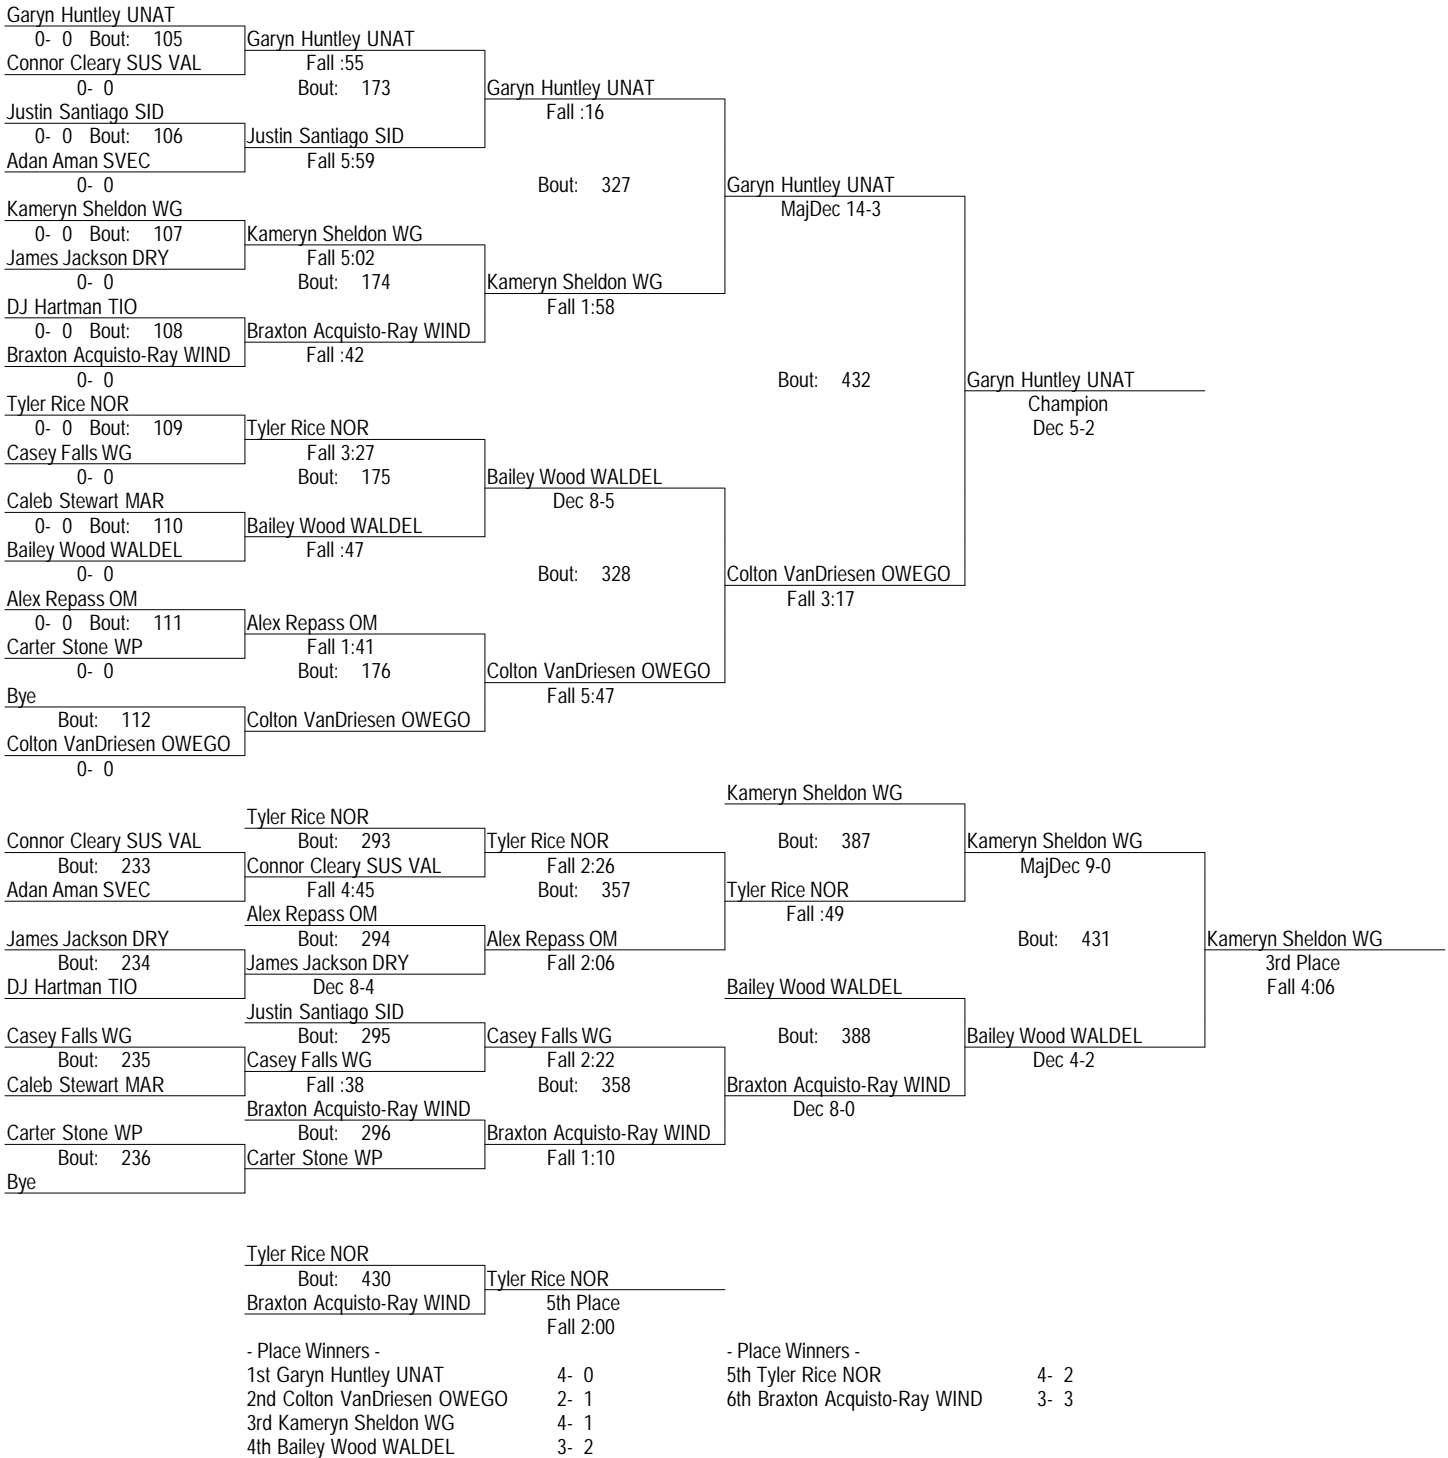 Garyn Huntley UNAT
0- 0 Bout: 105 Garyn Huntley UNAT
Connor Cleary SUS VAL Fall :55
0- 0 Bout: 173 Garyn Huntley UNAT
Justin Santiago SID Fall :16
0- 0 Bout: 106 Justin Santiago SID
Adan Aman SVEC Fall 5:59
0- 0 Bout: 327 Garyn Huntley UNAT
Kameryn Sheldon WG MajDec 14-3
0- 0 Bout: 107 Kameryn Sheldon WG
James Jackson DRY Fall 5:02
0- 0 Bout: 174 Kameryn Sheldon WG
DJ Hartman TIO Fall 1:58
0- 0 Bout: 108 Braxton Acquisto-Ray WIND
Braxton Acquisto-Ray WIND Fall :42
0- 0 Bout: 432 Garyn Huntley UNAT
Tyler Rice NOR Champion
0- 0 Bout: 109 Tyler Rice NOR Dec 5-2
Casey Falls WG Fall 3:27
0- 0 Bout: 175 Bailey Wood WALDEL
Caleb Stewart MAR Dec 8-5
0- 0 Bout: 110 Bailey Wood WALDEL
Bailey Wood WALDEL Fall :47
0- 0 Bout: 328 Colton VanDriesen OWEGO
Alex Repass OM Fall 3:17
0- 0 Bout: 111 Alex Repass OM
Carter Stone WP Fall 1:41
0- 0 Bout: 176 Colton VanDriesen OWEGO
Bye Fall 5:47
Bout: 112 Colton VanDriesen OWEGO
Colton VanDriesen OWEGO
0- 0
Kameryn Sheldon WG
Tyler Rice NOR
Connor Cleary SUS VAL Bout: 293 Tyler Rice NOR Bout: 387 Kameryn Sheldon WG
Bout: 233 Connor Cleary SUS VAL Fall 2:26 MajDec 9-0
Adan Aman SVEC Fall 4:45 Bout: 357 Tyler Rice NOR
Alex Repass OM Fall :49
James Jackson DRY Bout: 294 Alex Repass OM Bout: 431 Kameryn Sheldon WG
Bout: 234 James Jackson DRY Fall 2:06 3rd Place
DJ Hartman TIO Dec 8-4 Bailey Wood WALDEL Fall 4:06
Justin Santiago SID
Casey Falls WG Bout: 295 Casey Falls WG Bout: 388 Bailey Wood WALDEL
Bout: 235 Casey Falls WG Fall 2:22 Dec 4-2
Caleb Stewart MAR Fall :38 Bout: 358 Braxton Acquisto-Ray WIND
Braxton Acquisto-Ray WIND Dec 8-0
Carter Stone WP Bout: 296 Braxton Acquisto-Ray WIND
Bout: 236 Carter Stone WP Fall 1:10
Bye
Tyler Rice NOR
Bout: 430 Tyler Rice NOR
Braxton Acquisto-Ray WIND 5th Place
Fall 2:00
- Place Winners - - Place Winners -
1st Garyn Huntley UNAT 4- 0 5th Tyler Rice NOR 4- 2
2nd Colton VanDriesen OWEGO 2- 1 6th Braxton Acquisto-Ray WIND 3- 3
3rd Kameryn Sheldon WG 4- 1
4th Bailey Wood WALDEL 3- 2